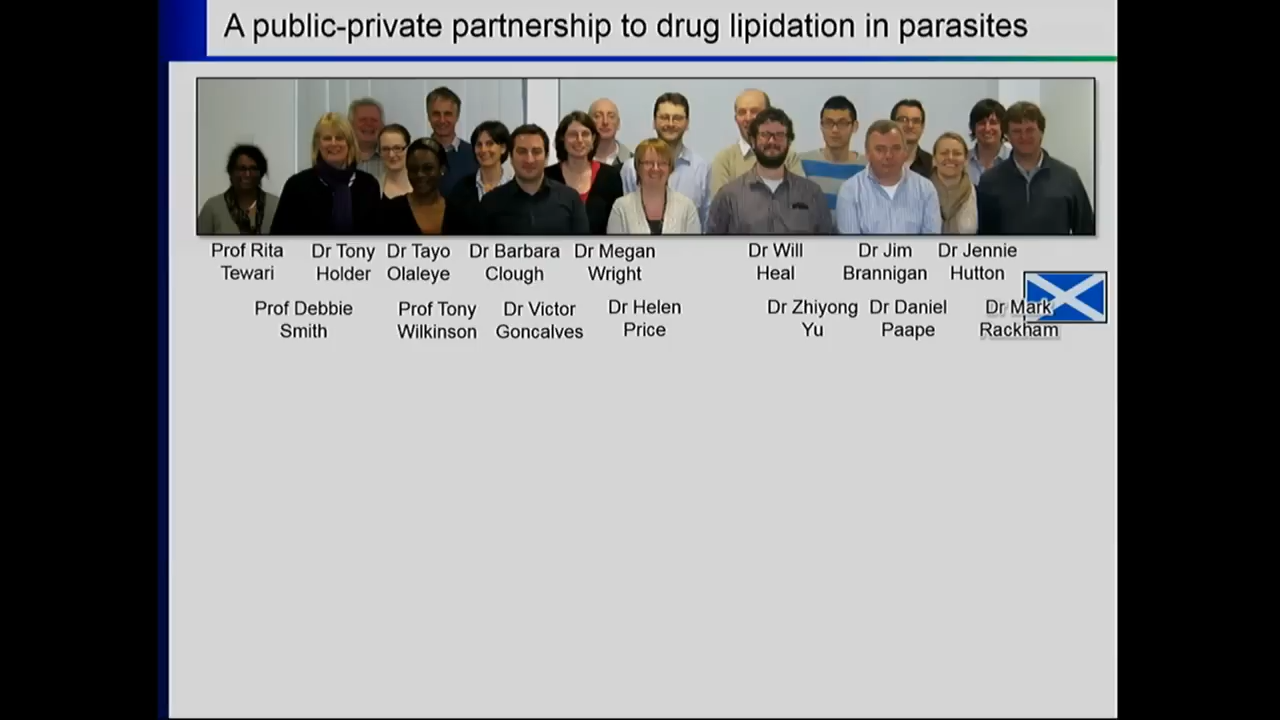 A public-private partnership to drug lipidation in parasites
Prof Rita Tewari
Dr Tony Holder
Dr Tayo Olaleye
Dr Barbara Clough
Dr Megan Wright
Dr Will Heal
Dr Jim Brannigan
Dr Jennie Hutton
Prof Debbie Smith
Prof Tony Wilkinson
Dr Victor Goncalves
Dr Helen Price
Dr Zhiyong Yu
Dr Daniel Paape
Dr Mark Rackham